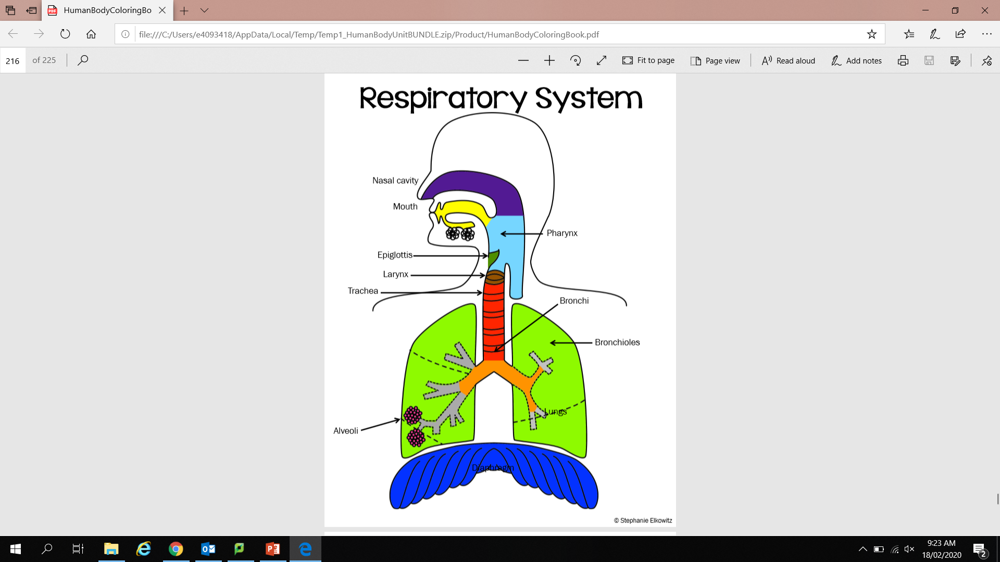 HumanBodyColoringBo
file:///C:/Users/e4093418/AppData/Local/Temp/Temp1_HumanBodyUnitBUNDLE.zip/Product/HumanBodyColoringBook.pdf
216 of 225
Fit to page
Page view
Read aloud
Add notes
Respiratory System
Nasal cavity
Mouth
Pharynx
Epiglottis
Larynx
Trachea
Bronchi
Bronchioles
Lungs
Alveoli
Diaphragm
© Stephanie Elkowitz
9:23 AM
18/02/2020
2